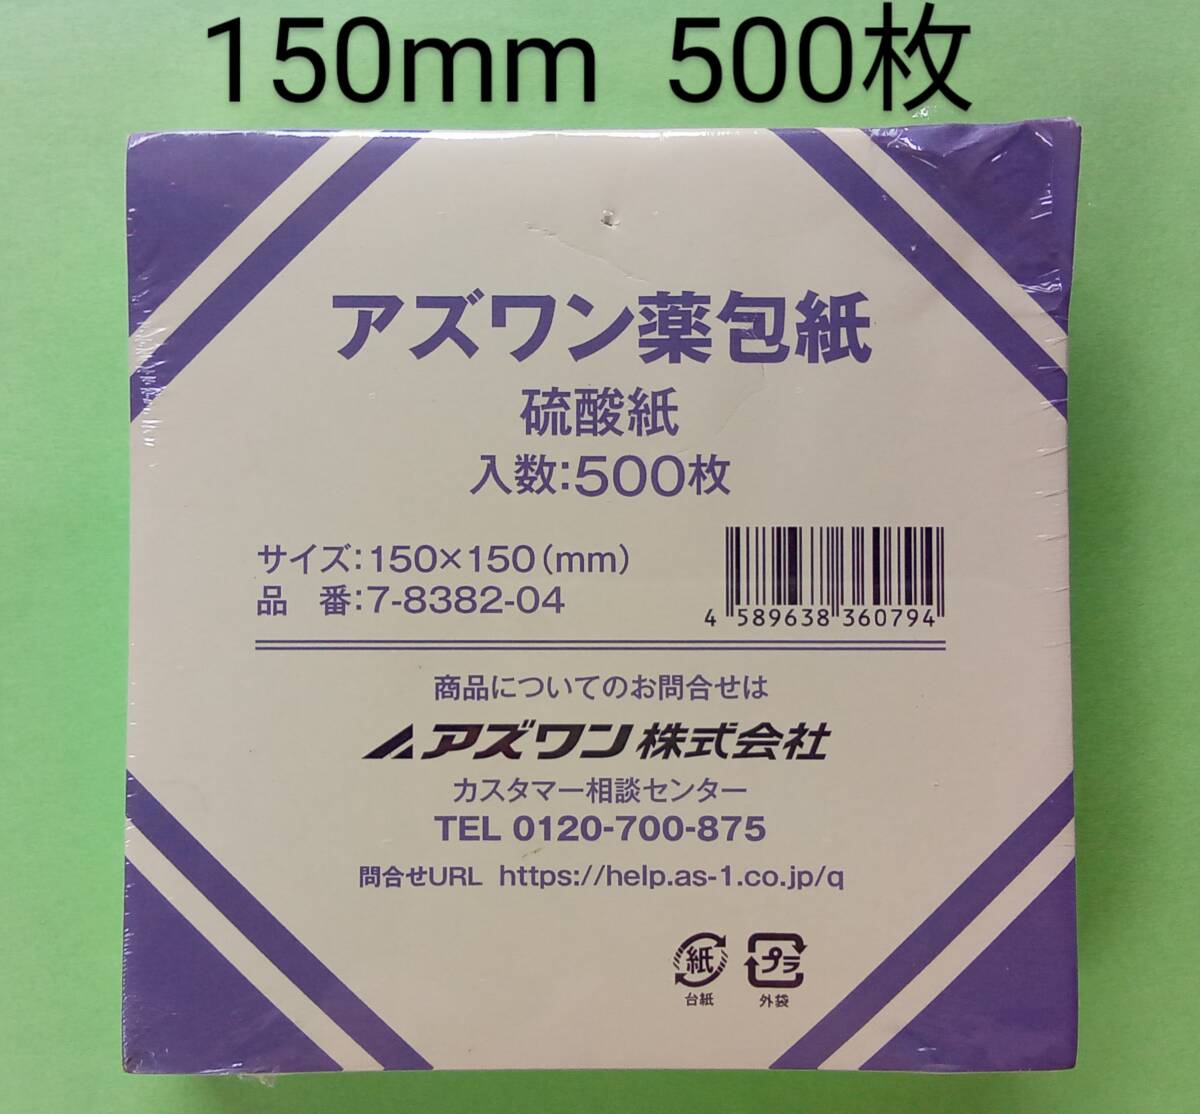 150mm 500枚
アズワン薬包紙
硫酸紙
入数:500枚
サイズ:150×150(mm)
品 番:7-8382-04
4 589638 360794
商品についてのお問合せは
アズワン株式会社
カスタマー相談センター
TEL 0120-700-875
問合せURL https://help.as-1.co.jp/q
紙
台紙
プラ
外袋